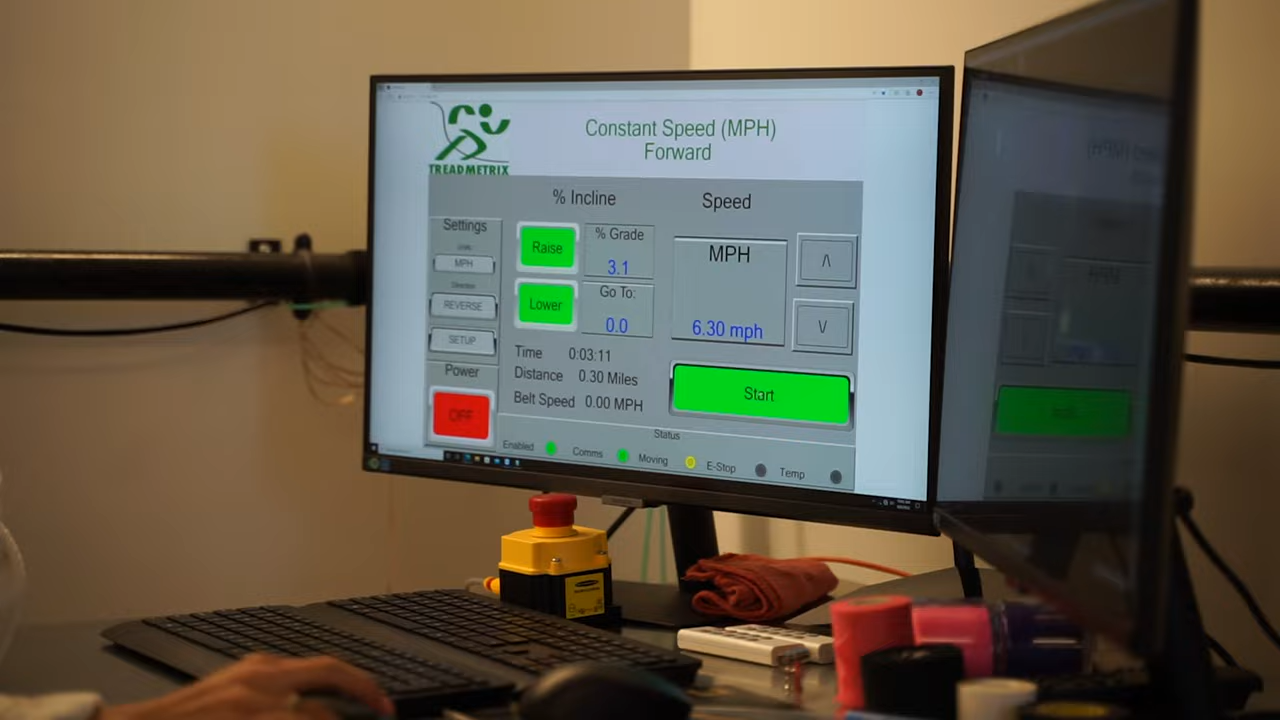 Constant Speed (MPH)
Forward
TREADMETRIX
% Incline
Speed
Settings
MPH
Direction
REVERSE
SETUP
Power
OFF
Raise
% Grade
3.1
Lower
Go To:
0.0
MPH
6.30 mph
Λ
V
Time 0:03:11
Distance 0.30 Miles
Belt Speed 0.00 MPH
Start
Status
Enabled
Comms
Moving
E-Stop
Temp